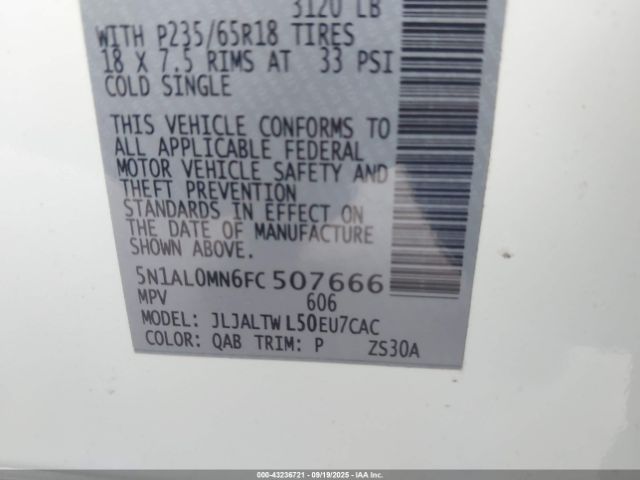 3120 LB
WITH P235/65R18 TIRES
18 X 7.5 RIMS AT 33 PSI
COLD SINGLE
THIS VEHICLE CONFORMS TO
ALL APPLICABLE FEDERAL
MOTOR VEHICLE SAFETY AND
THEFT PREVENTION
STANDARDS IN EFFECT ON
THE DATE OF MANUFACTURE
SHOWN ABOVE.
5N1AL0MN6FC507666
MPV 606
MODEL: JLJALTWL50EU7CAC
COLOR: QAB TRIM: P ZS30A
000-43236721 - 09/19/2025 - IAA, Inc.